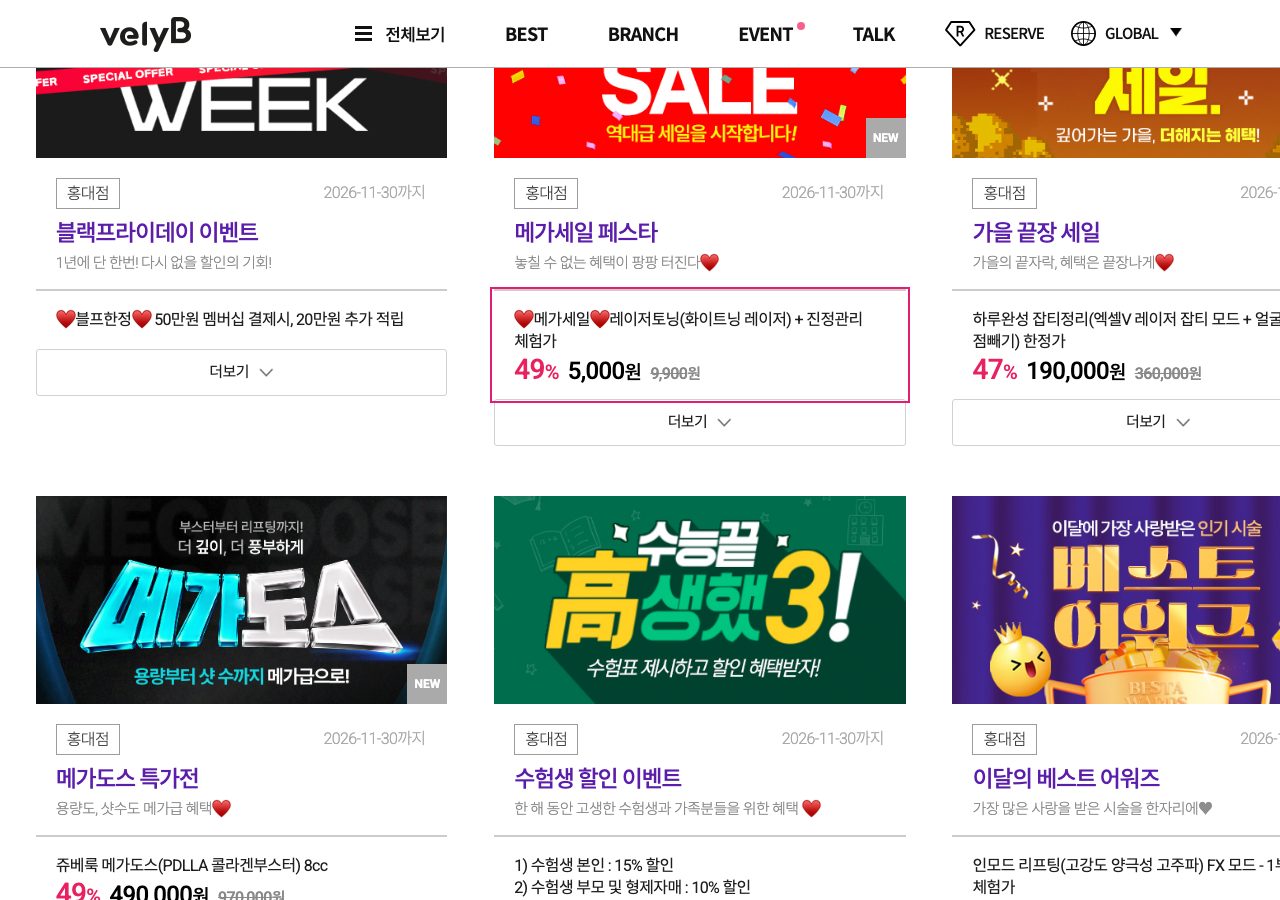 velyB
전체보기
BEST
BRANCH
EVENT
TALK
R
RESERVE
GLOBAL
SPECIAL OFFER
WEEK
SALE
역대급 세일을 시작합니다!
NEW
세일.
깊어가는 가을, 더해지는 혜택!
홍대점
2026-11-30까지
블랙프라이데이 이벤트
1년에 단 한번! 다시 없을 할인의 기회!
❤️블프한정❤️ 50만원 멤버십 결제시, 20만원 추가 적립
더보기
홍대점
2026-11-30까지
메가세일 페스타
놓칠 수 없는 혜택이 팡팡 터진다❤️
❤️메가세일❤️레이저토닝(화이트닝 레이저) + 진정관리
체험가
49% 5,000원 9,900원
더보기
홍대점
가을 끝장 세일
가을의 끝자락, 혜택은 끝장나게❤️
하루완성 잡티정리(엑셀V 레이저 잡티 모드 + 얼굴
점빼기) 한정가
47% 190,000원 360,000원
더보기
MEGADOSE
부스터부터 리프팅까지!
더 깊이, 더 풍부하게
메가도스
용량부터 샷 수까지 메가급으로!
NEW
수능끝
高생했3!
수험표 제시하고 할인 혜택받자!
이달에 가장 사랑받은 인기 시술
베스트
어워즈
BESTA
AWARDS
홍대점
2026-11-30까지
메가도스 특가전
용량도, 샷수도 메가급 혜택❤️
쥬베룩 메가도스(PDLLA 콜라겐부스터) 8cc
49% 490,000원 970,000원
홍대점
2026-11-30까지
수험생 할인 이벤트
한 해 동안 고생한 수험생과 가족분들을 위한 혜택 ❤️
1) 수험생 본인 : 15% 할인
2) 수험생 부모 및 형제자매 : 10% 할인
홍대점
이달의 베스트 어워즈
가장 많은 사랑을 받은 시술을 한자리에♥
인모드 리프팅(고강도 양극성 고주파) FX 모드 - 1부
체험가